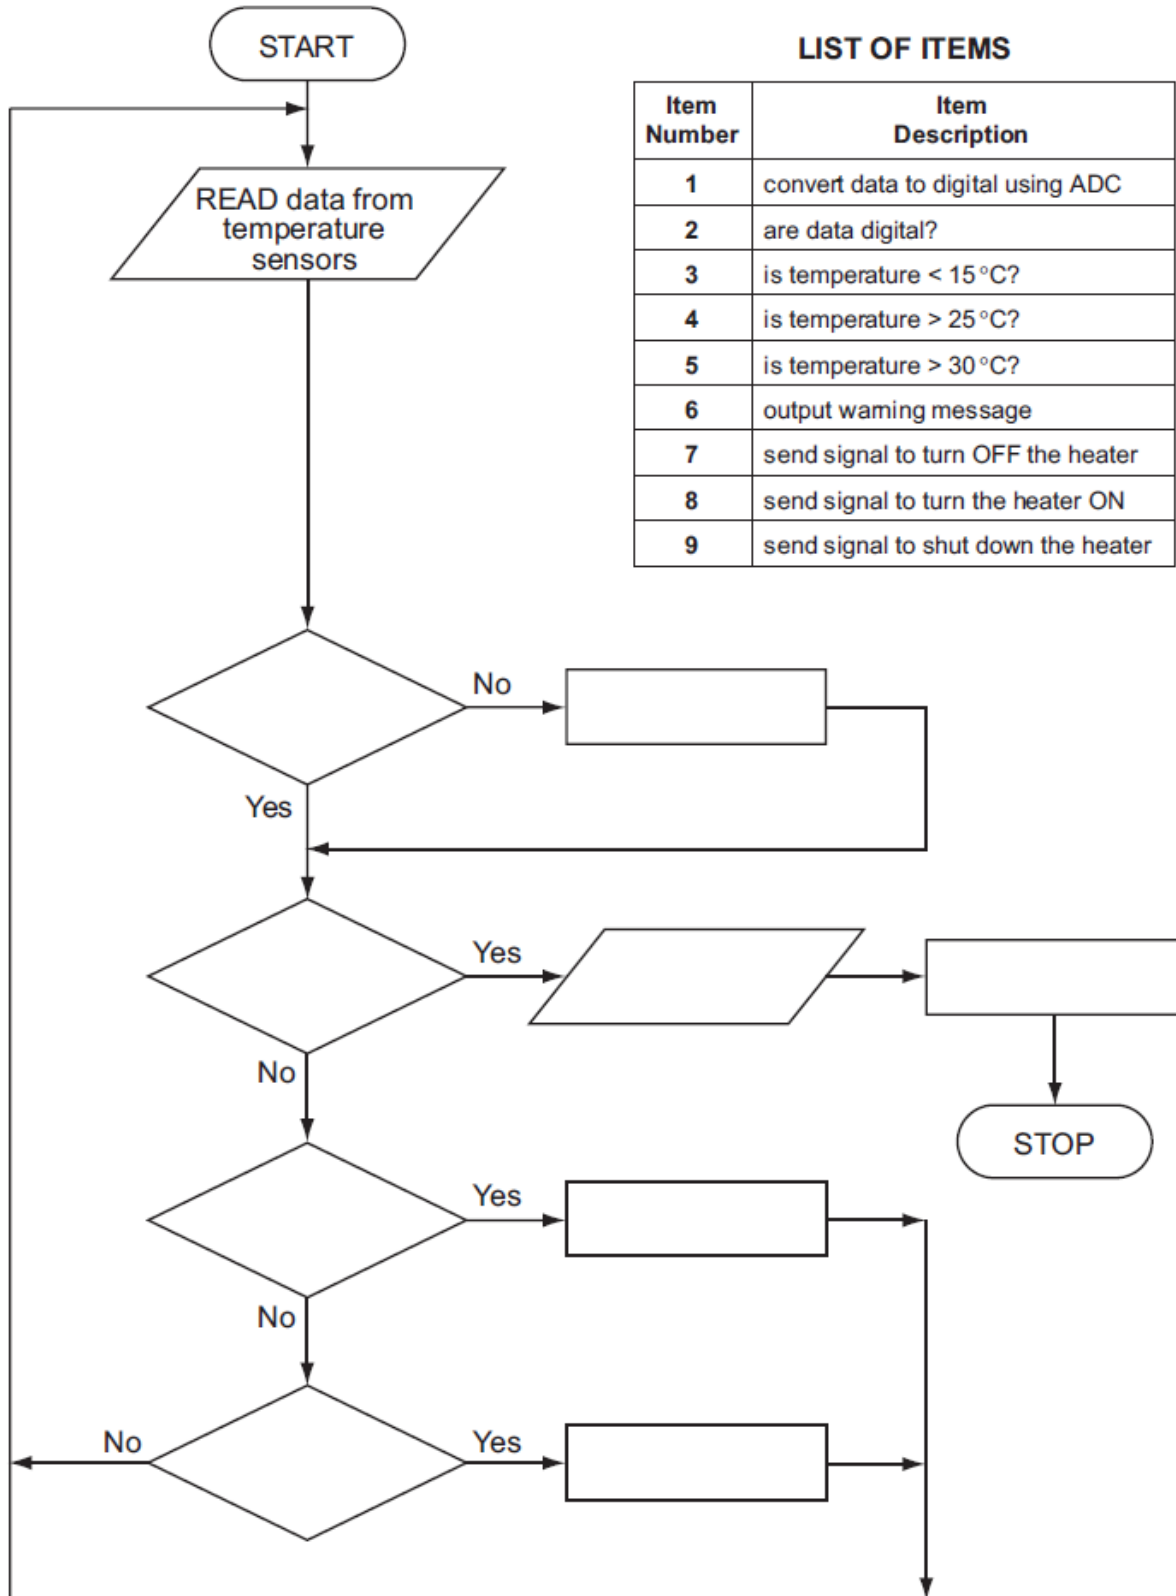 START
LIST OF ITEMS
Item Number
Item Description
1 convert data to digital using ADC
2 are data digital?
3 is temperature < 15 °C?
4 is temperature > 25 °C?
5 is temperature > 30 °C?
6 output warning message
7 send signal to turn OFF the heater
8 send signal to turn the heater ON
9 send signal to shut down the heater
READ data from
temperature
sensors
No
Yes
Yes
No
STOP
Yes
No
No
Yes